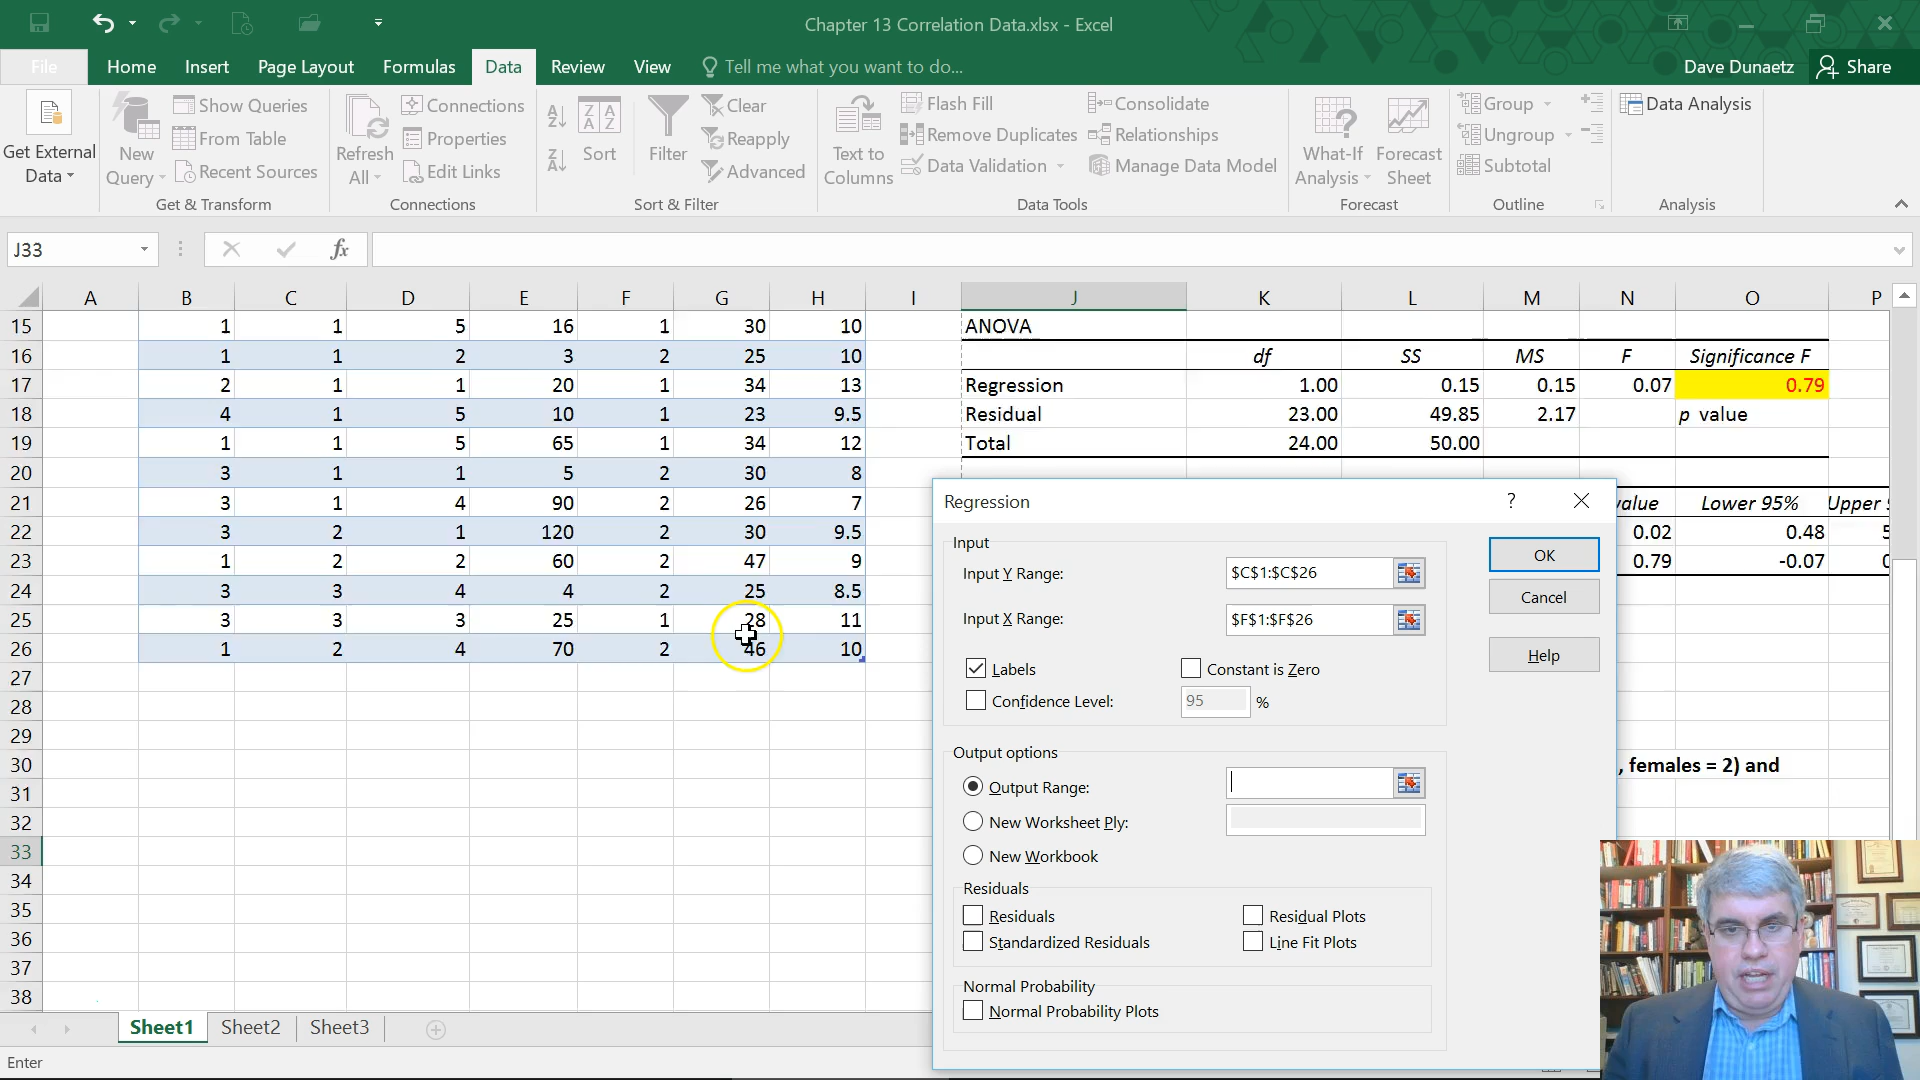 Chapter 13 Correlation Data.xlsx - Excel
File Home Insert Page Layout Formulas Data Review View Tell me what you want to do... Dave Dunaetz Share
Get External Data
New Query
Show Queries
From Table
Recent Sources
Get & Transform
Refresh All
Connections
Properties
Edit Links
Connections
Sort
Filter
Clear
Reapply
Advanced
Sort & Filter
Text to Columns
Flash Fill
Remove Duplicates
Data Validation
Consolidate
Relationships
Manage Data Model
Data Tools
What-If Analysis
Forecast Sheet
Forecast
Group
Ungroup
Subtotal
Outline
Data Analysis
Analysis
J33 fx
A B C D E F G H I J K L M N O P
15 1 1 5 16 1 30 10 ANOVA
16 1 1 2 3 2 25 10 df SS MS F Significance F
17 2 1 1 20 1 34 13 Regression 1.00 0.15 0.15 0.07 0.79
18 4 1 5 10 1 23 9.5 Residual 23.00 49.85 2.17 p value
19 1 1 5 65 1 34 12 Total 24.00 50.00
20 3 1 1 5 2 30 8
21 3 1 4 90 2 26 7 Lower 95% Upper
22 3 2 1 120 2 30 9.5 0.02 0.48
23 1 2 2 60 2 47 9 0.79 -0.07
24 3 3 4 4 2 25 8.5
25 3 3 3 25 1 28 11
26 1 2 4 70 2 46 10
27
28
29
30 , females = 2) and
31
32
33
34
35
36
37
38
Regression ?
Input
Input Y Range: $C$1:$C$26
Input X Range: $F$1:$F$26
Labels Constant is Zero
Confidence Level: 95 %
OK
Cancel
Help
Output options
Output Range:
New Worksheet Ply:
New Workbook
Residuals
Residuals Residual Plots
Standardized Residuals Line Fit Plots
Normal Probability
Normal Probability Plots
Sheet1 Sheet2 Sheet3
Enter